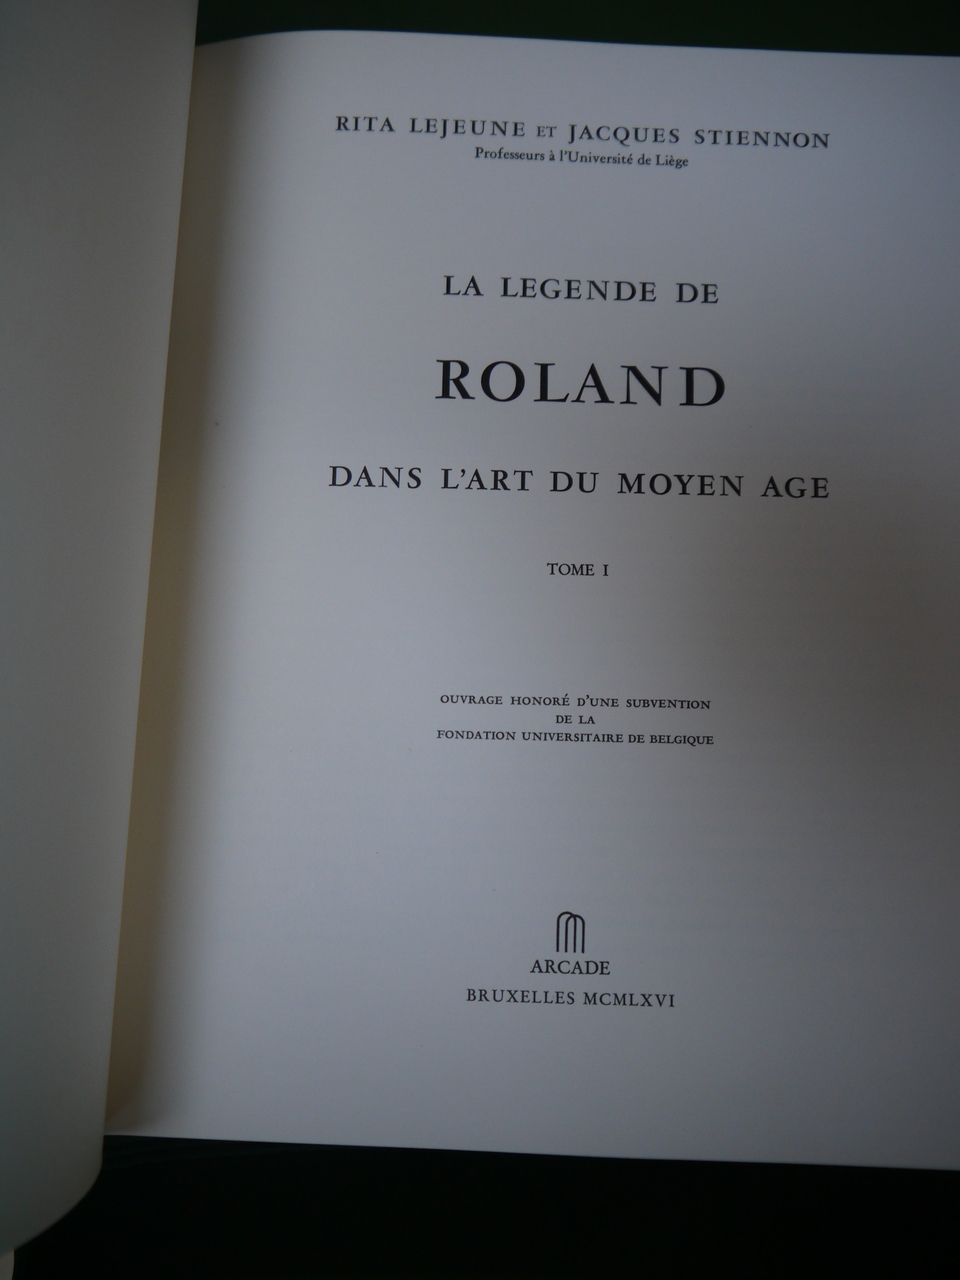 RITA LEJEUNE ET JACQUES STIENNON
Professeurs à l'Université de Liège
LA LEGENDE DE
ROLAND
DANS L'ART DU MOYEN AGE
TOME I
OUVRAGE HONORÉ D'UNE SUBVENTION
DE LA
FONDATION UNIVERSITAIRE DE BELGIQUE
ARCADE
BRUXELLES MCMLXVI